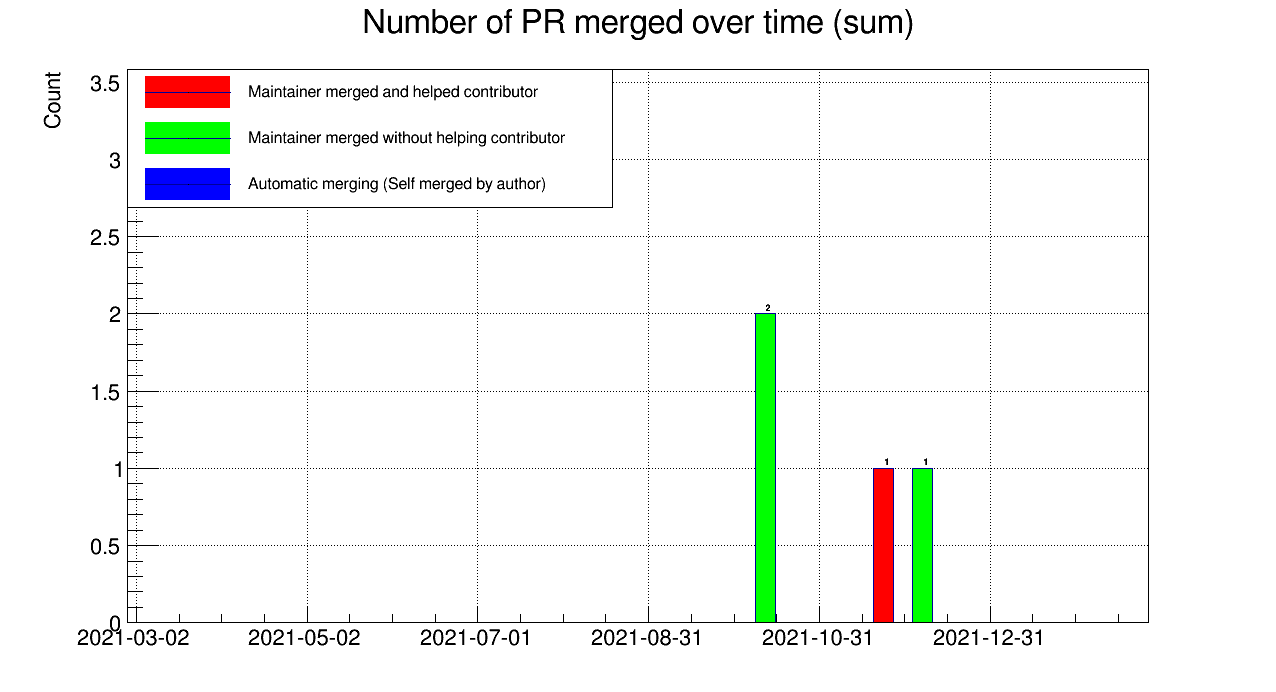 Number of PR merged over time (sum)
Count
3.5
3
2.5
2
1.5
1
0.5
0
Maintainer merged and helped contributor
Maintainer merged without helping contributor
Automatic merging (Self merged by author)
2
1
1
2021-03-02 2021-05-02 2021-07-01 2021-08-31 2021-10-31 2021-12-31